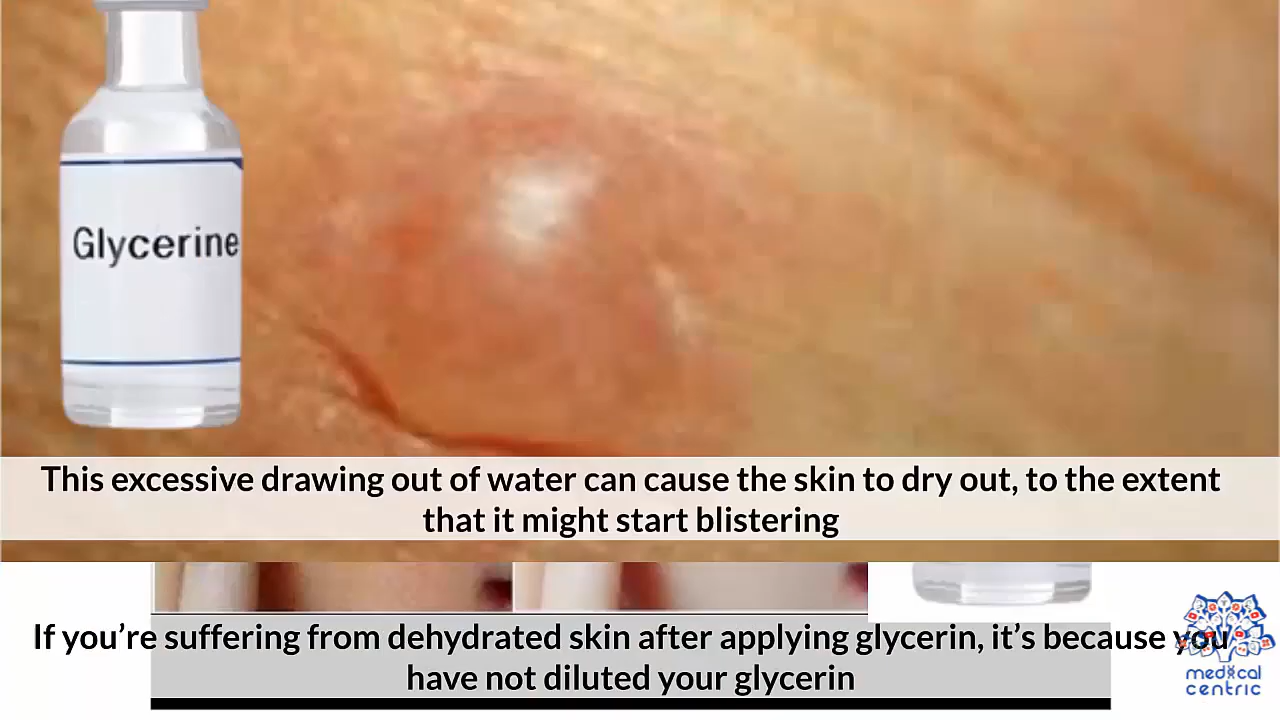 Glycerine
This excessive drawing out of water can cause the skin to dry out, to the extent
that it might start blistering
If you’re suffering from dehydrated skin after applying glycerin, it’s because you
have not diluted your glycerin
medical
centric